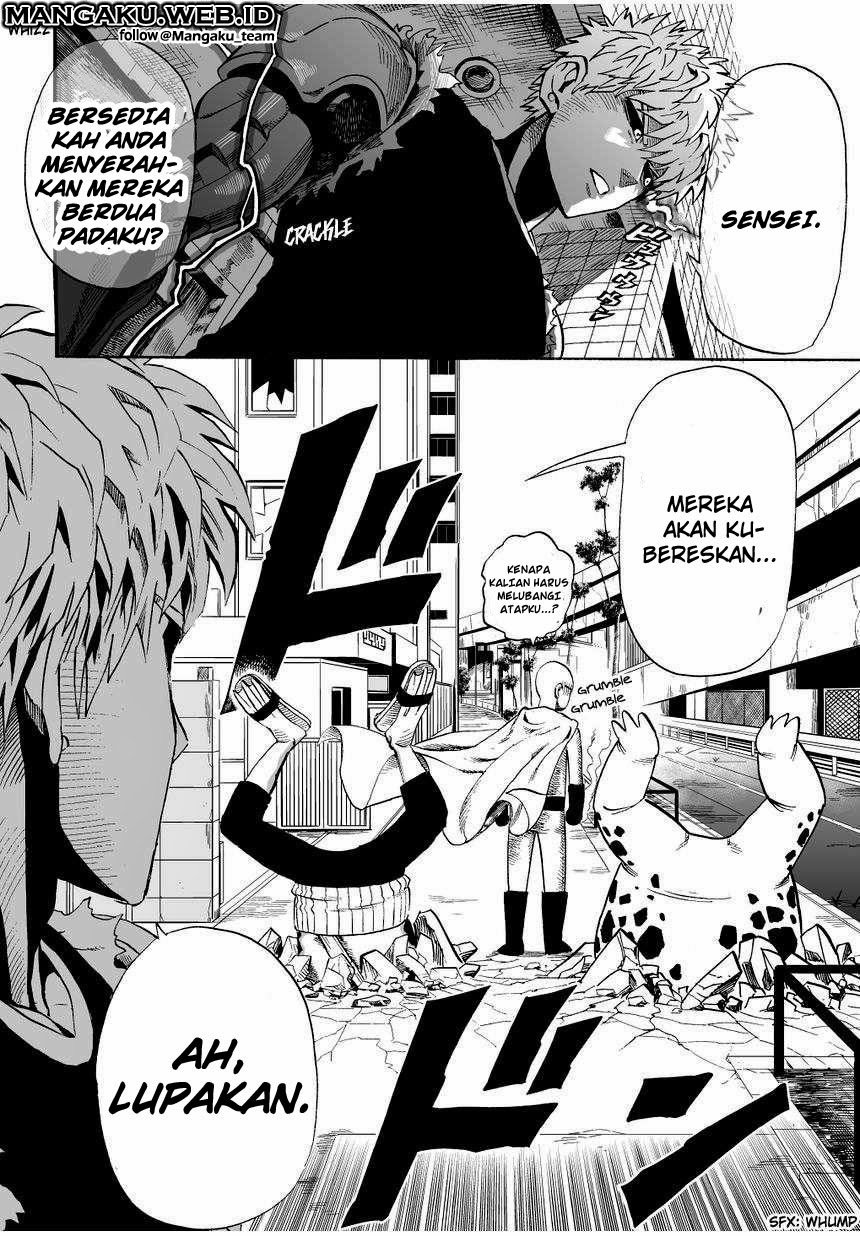 MANGAKU.WEB.ID
follow @Mangaku_team
WHIZZ
SENSEI.
BERSEDIA
KAH ANDA
MENYERAH-
KAN MEREKA
BERDUA
PADAKU?
CRACKLE
MEREKA
AKAN KU-
BERESKAN...
KENAPA
KALIAN HARUS
MELUBANGI
ATAPKU...?
Grumble
Grumble
ドドン
AH,
LUPAKAN.
SFX: WHUMP